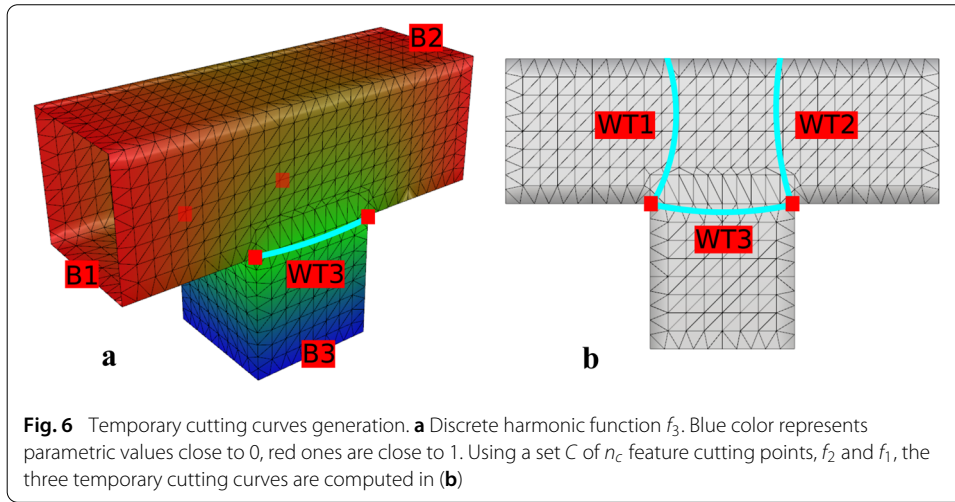 B2
B1
WT3
B3
a
WT1
WT2
WT3
b
Fig. 6 Temporary cutting curves generation. a Discrete harmonic function f₃. Blue color represents
parametric values close to 0, red ones are close to 1. Using a set C of n_c feature cutting points, f₂ and f₁, the
three temporary cutting curves are computed in (b)